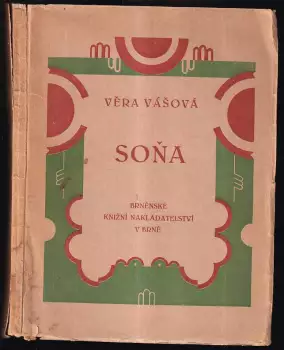 VĚRA VÁŠOVÁ
SOŇA
BRNĚNSKÉ
KNIŽNÍ NAKLADATELSTVÍ
V BRNĚ